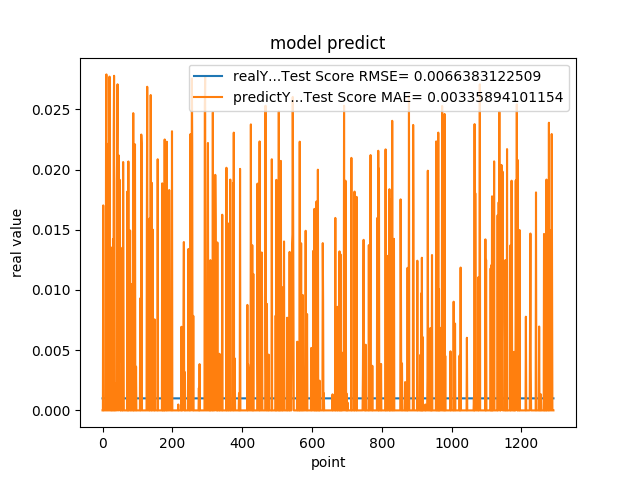 model predict
realY...Test Score RMSE= 0.0066383122509
predictY...Test Score MAE= 0.00335894101154
real value
0.025
0.020
0.015
0.010
0.005
0.000
0 200 400 600 800 1000 1200
point